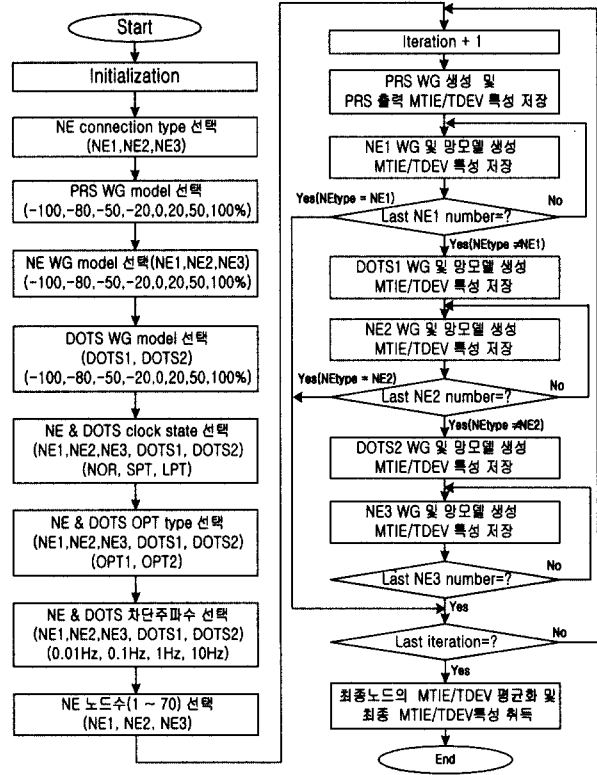 Start
Initialization
NE connection type 선택
(NE1,NE2,NE3)
PRS WG model 선택
(-100,-80,-50,-20,0,20,50,100%)
NE WG model 선택(NE1,NE2,NE3)
(-100,-80,-50,-20,0,20,50,100%)
DOTS WG model 선택
(DOTS1, DOTS2)
(-100,-80,-50,-20,0,20,50,100%)
NE & DOTS clock state 선택
(NE1,NE2,NE3, DOTS1, DOTS2)
(NOR, SPT, LPT)
NE & DOTS OPT type 선택
(NE1,NE2,NE3, DOTS1, DOTS2)
(OPT1, OPT2)
NE & DOTS 차단주파수 선택
(NE1,NE2,NE3, DOTS1, DOTS2)
(0.01Hz, 0.1Hz, 1Hz, 10Hz)
NE 노드수(1 ~ 70) 선택
(NE1, NE2, NE3)
Iteration + 1
PRS WG 생성 및
PRS 출력 MTIE/TDEV 특성 저장
NE1 WG 및 망모델 생성
MTIE/TDEV 특성 저장
Yes(NEtype = NE1)
Last NE1 number=?
No
Yes(NEtype ≠NE1)
DOTS1 WG 및 망모델 생성
MTIE/TDEV 특성 저장
NE2 WG 및 망모델 생성
MTIE/TDEV 특성 저장
Yes(NEtype = NE2)
Last NE2 number=?
No
Yes(NEtype ≠NE2)
DOTS2 WG 및 망모델 생성
MTIE/TDEV 특성 저장
NE3 WG 및 망모델 생성
MTIE/TDEV 특성 저장
Last NE3 number=?
No
Yes
Last iteration=?
No
Yes
최종노드의 MTIE/TDEV 평균화 및
최종 MTIE/TDEV특성 취득
End